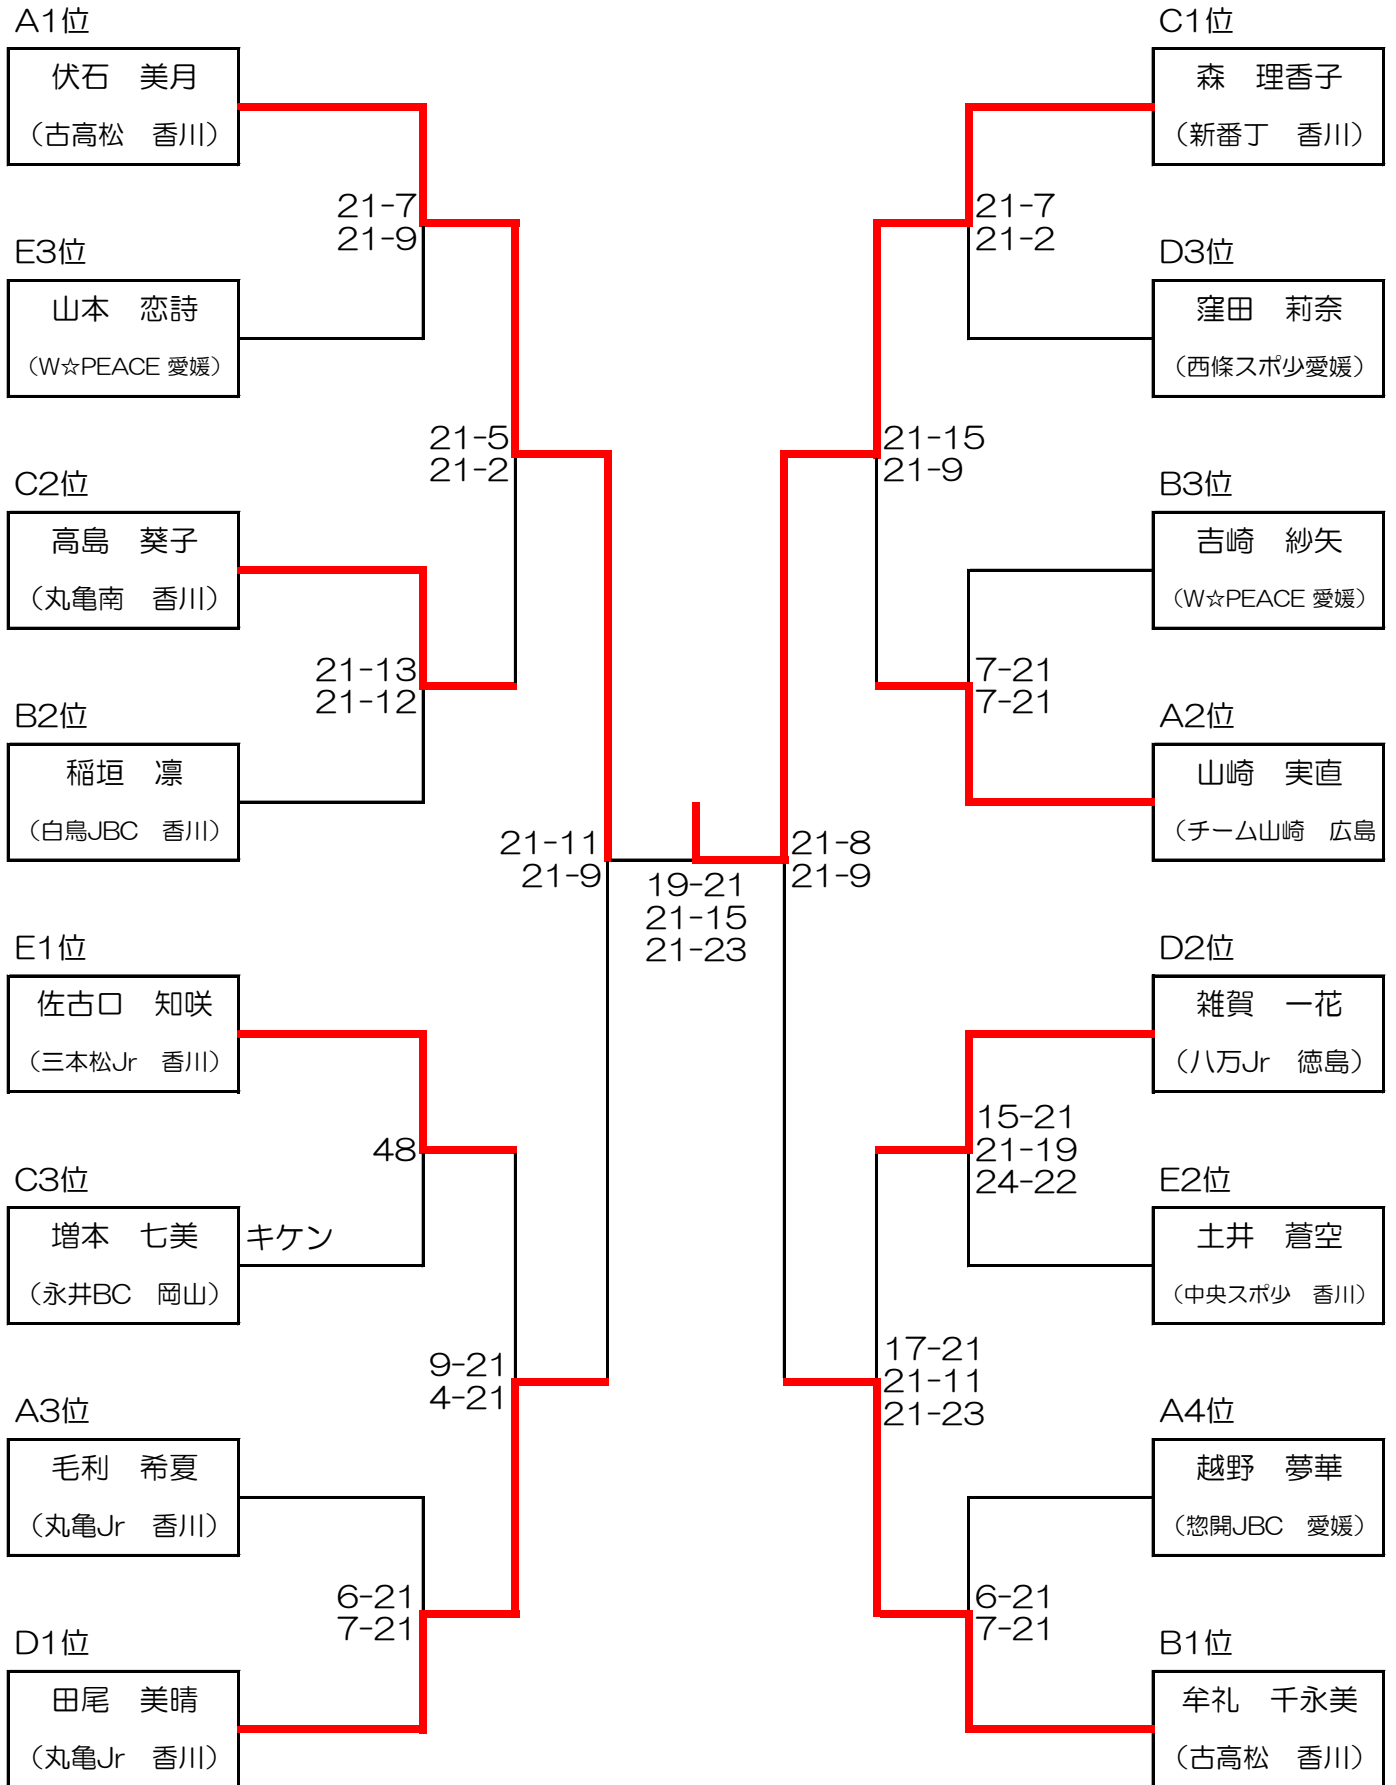 A1位
伏石　美月
（古高松　香川）
21-7
21-9
E3位
山本　恋詩
（W☆PEACE 愛媛）
21-5
21-2
C2位
高島　葵子
（丸亀南　香川）
21-13
21-12
B2位
稲垣　凛
（白鳥JBC　香川）
21-11
21-9
E1位
佐古口　知咲
（三本松Jr　香川）
48
C3位
増本　七美
キケン
（永井BC　岡山）
9-21
4-21
A3位
毛利　希夏
（丸亀Jr　香川）
6-21
7-21
D1位
田尾　美晴
（丸亀Jr　香川）
19-21
21-15
21-23
C1位
森　理香子
（新番丁　香川）
21-7
21-2
D3位
窪田　莉奈
（西條スポ少愛媛）
21-15
21-9
B3位
吉崎　紗矢
（W☆PEACE 愛媛）
7-21
7-21
A2位
山崎　実直
（チーム山崎　広島
21-8
21-9
D2位
雑賀　一花
（八万Jr　徳島）
15-21
21-19
24-22
E2位
土井　蒼空
（中央スポ少　香川）
17-21
21-11
21-23
A4位
越野　夢華
（惣開JBC　愛媛）
6-21
7-21
B1位
牟礼　千永美
（古高松　香川）